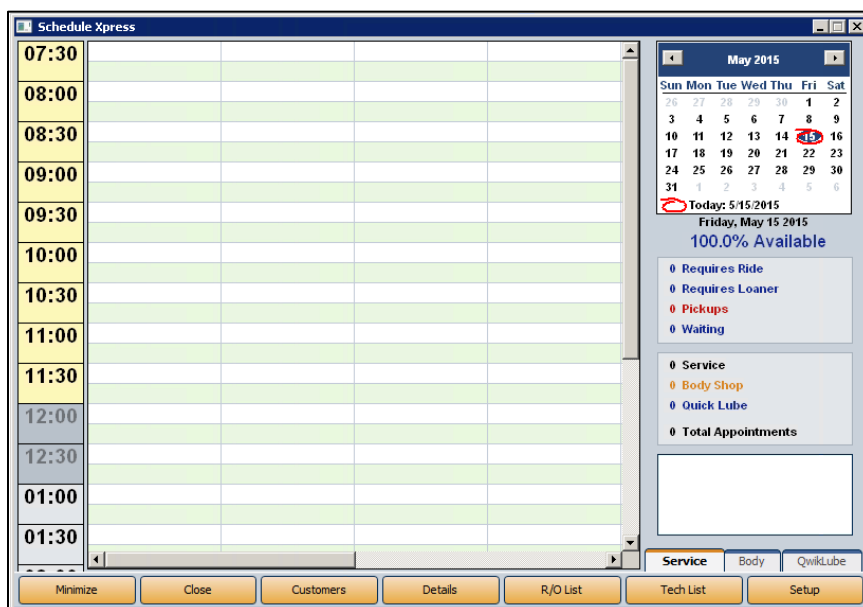 Schedule Xpress
07:30
08:00
08:30
09:00
09:30
10:00
10:30
11:00
11:30
12:00
12:30
01:00
01:30
May 2015
Sun Mon Tue Wed Thu Fri Sat
26 27 28 29 30 1 2
3 4 5 6 7 8 9
10 11 12 13 14 15 16
17 18 19 20 21 22 23
24 25 26 27 28 29 30
31 1 2 3 4 5 6
Today: 5/15/2015
Friday, May 15 2015
100.0% Available
0 Requires Ride
0 Requires Loaner
0 Pickups
0 Waiting
0 Service
0 Body Shop
0 Quick Lube
0 Total Appointments
Service Body QwikLube
Minimize Close Customers Details R/O List Tech List Setup